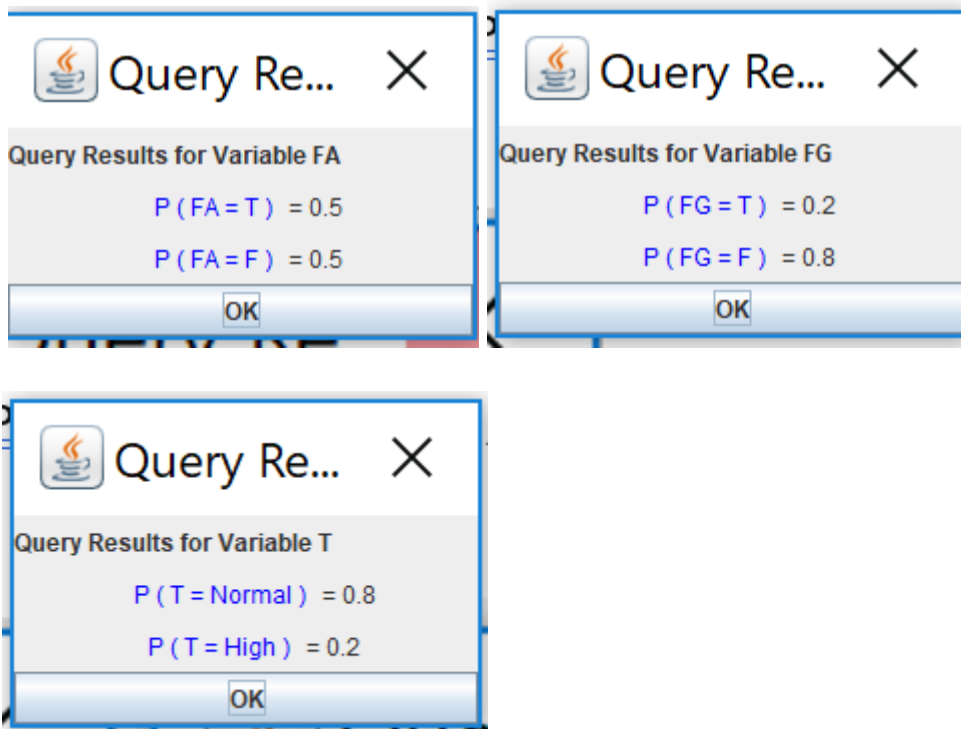 Query Re...
Query Results for Variable FA
P ( FA = T ) = 0.5
P ( FA = F ) = 0.5
OK
Query Re...
Query Results for Variable FG
P ( FG = T ) = 0.2
P ( FG = F ) = 0.8
OK
Query Re...
Query Results for Variable T
P ( T = Normal ) = 0.8
P ( T = High ) = 0.2
OK